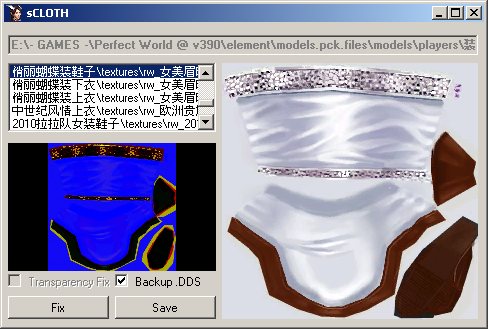 sCLOTH
E:\- GAMES -\Perfect World @ v390\element\models.pck.files\models\players\装
俏丽蝴蝶装鞋子\textures\rw_女美眉
俏丽蝴蝶装下衣\textures\rw_女美眉
俏丽蝴蝶装上衣\textures\rw_女美眉
中世纪风情上衣\textures\rw_欧洲贵
2010拉拉队女装鞋子\textures\rw_
Transparency Fix
Backup .DDS
Fix
Save